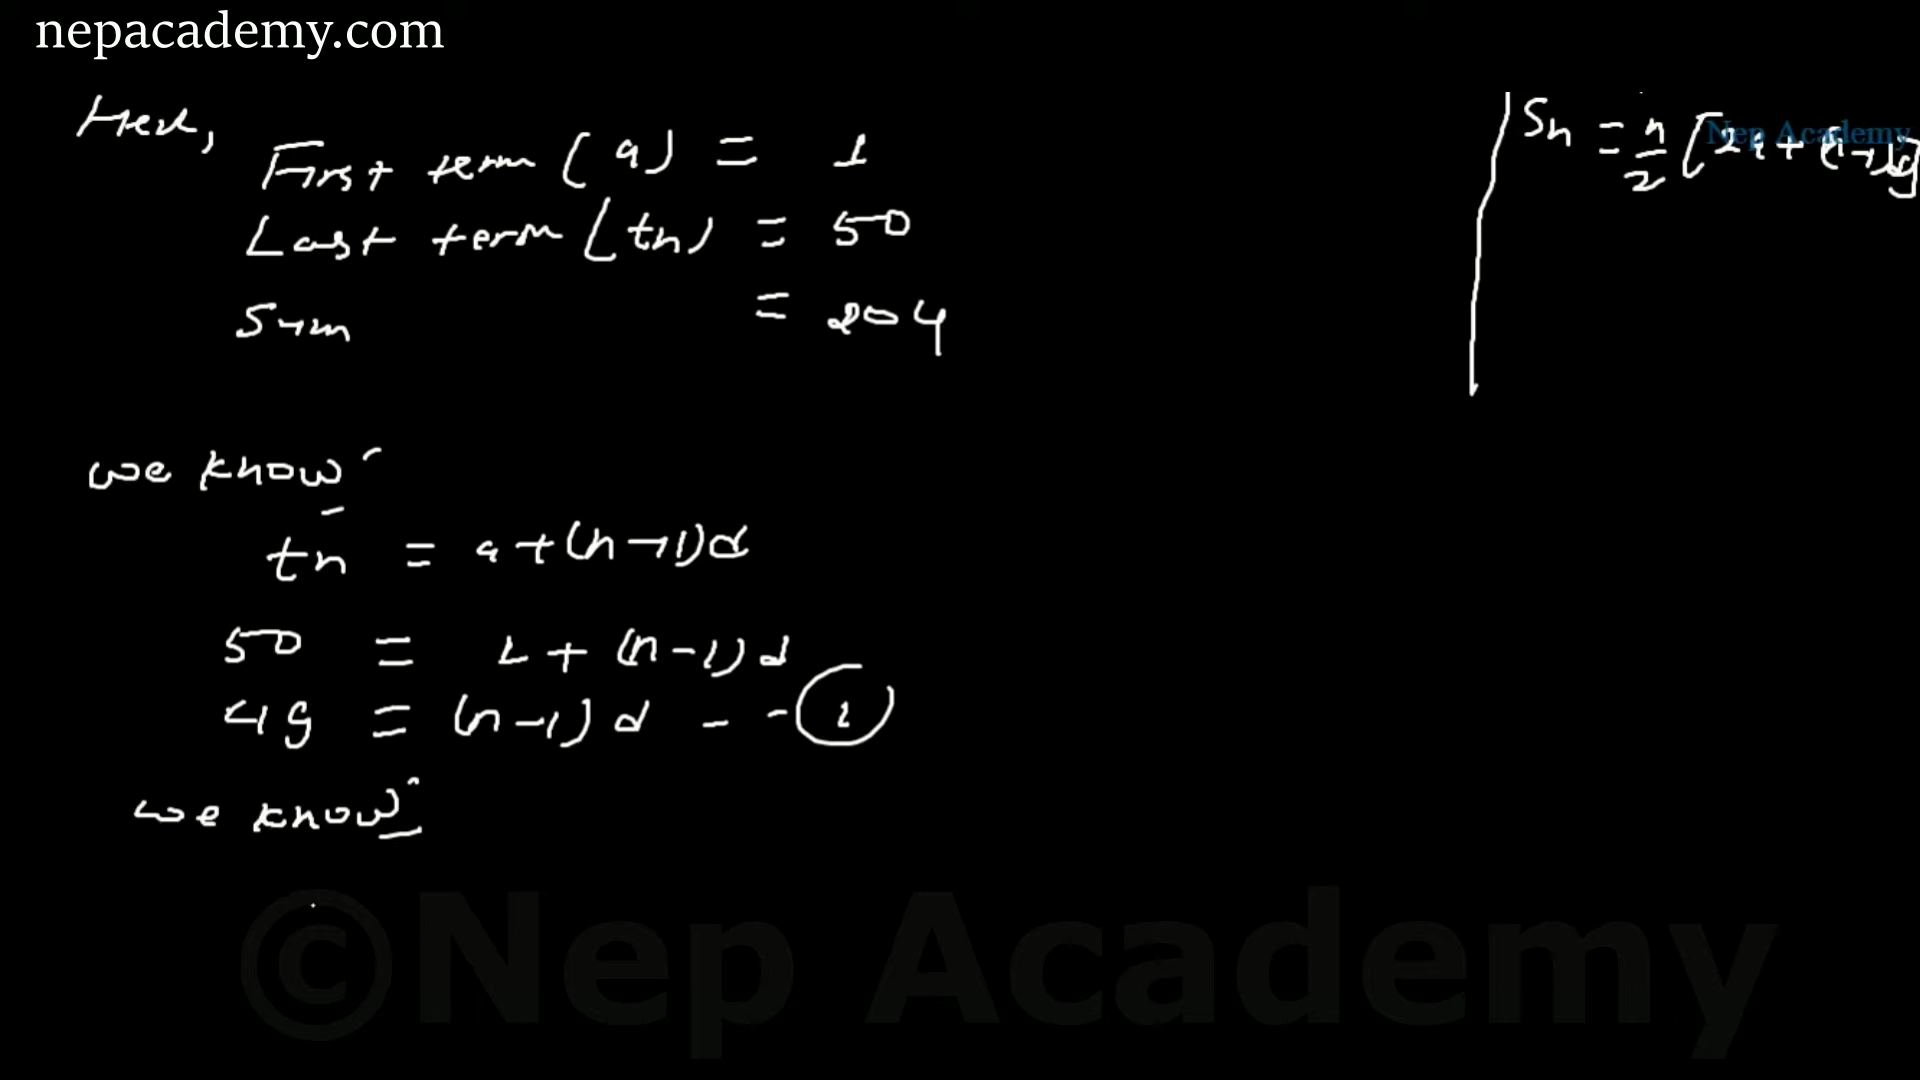 nepacademy.com
Here,
First term (a) = 1
Last term (tn) = 50
Sum = 204
we know
tn = a + (n-1)d
50 = 1 + (n-1)d
49 = (n-1)d - - 1
we know
Sn = n/2 [2a + (n-1)d]
Nep Academy
©Nep Academy